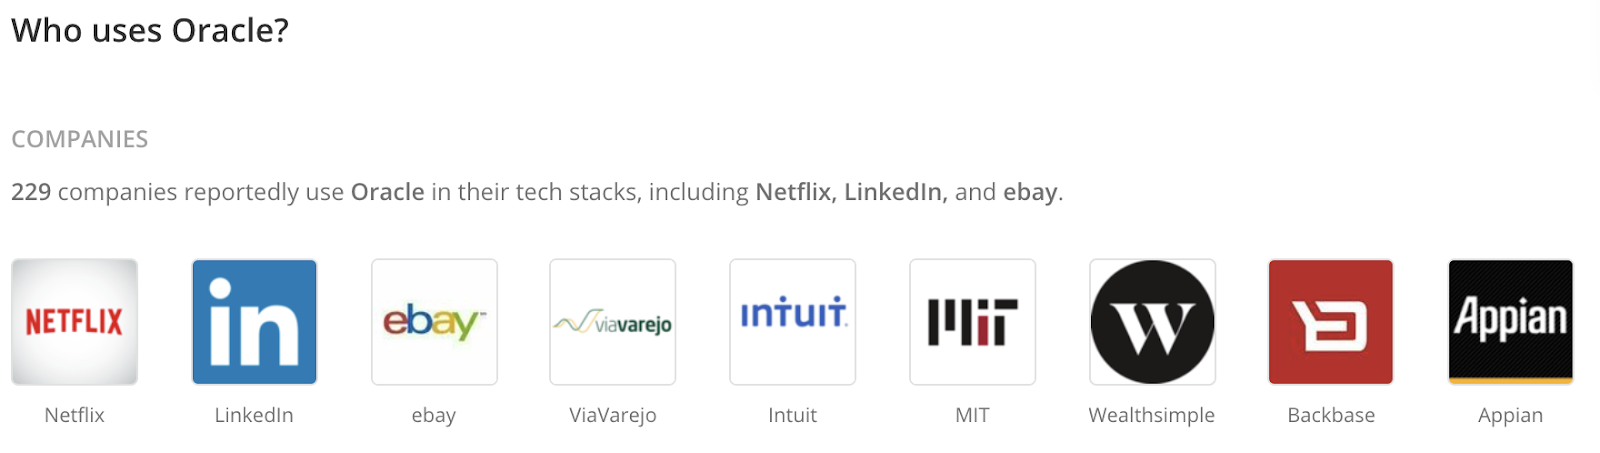 Who uses Oracle?
COMPANIES
229 companies reportedly use Oracle in their tech stacks, including Netflix, LinkedIn, and ebay.
NETFLIX in ebay™ viavarejo intuit. MIT W Appian
Netflix LinkedIn ebay ViaVarejo Intuit MIT Wealthsimple Backbase Appian